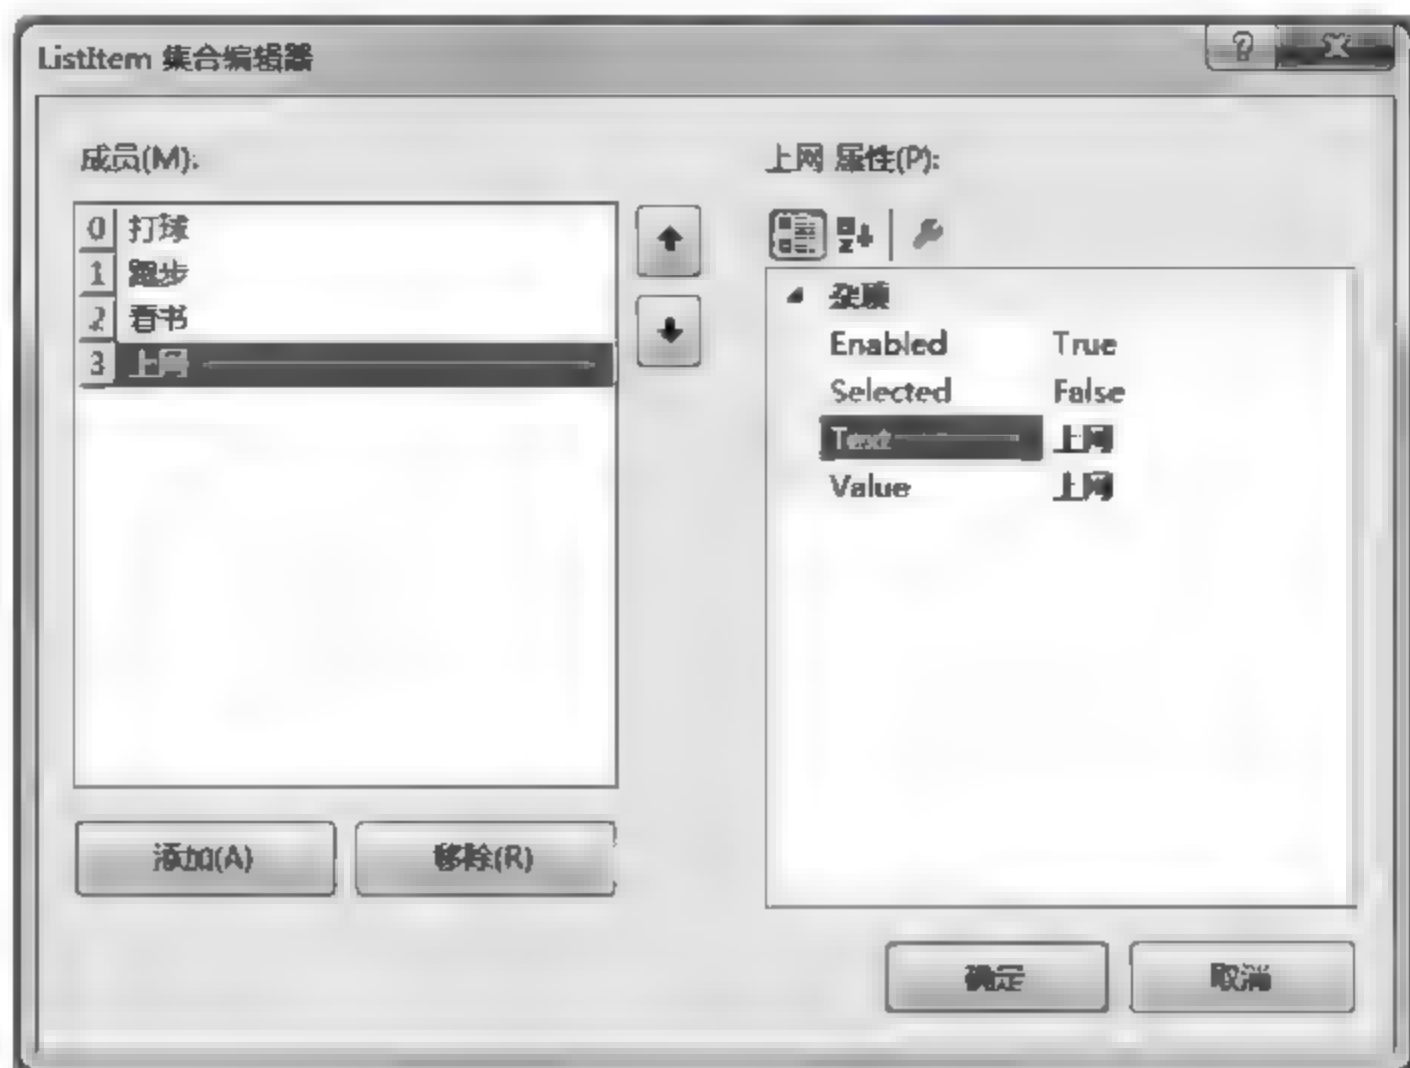 ListItem 集合编辑器
成员(M):
0 打球
1 跑步
2 看书
3 上网
添加(A)
移除(R)
上网 属性(P):
杂项
Enabled True
Selected False
Text 上网
Value 上网
确定
取消